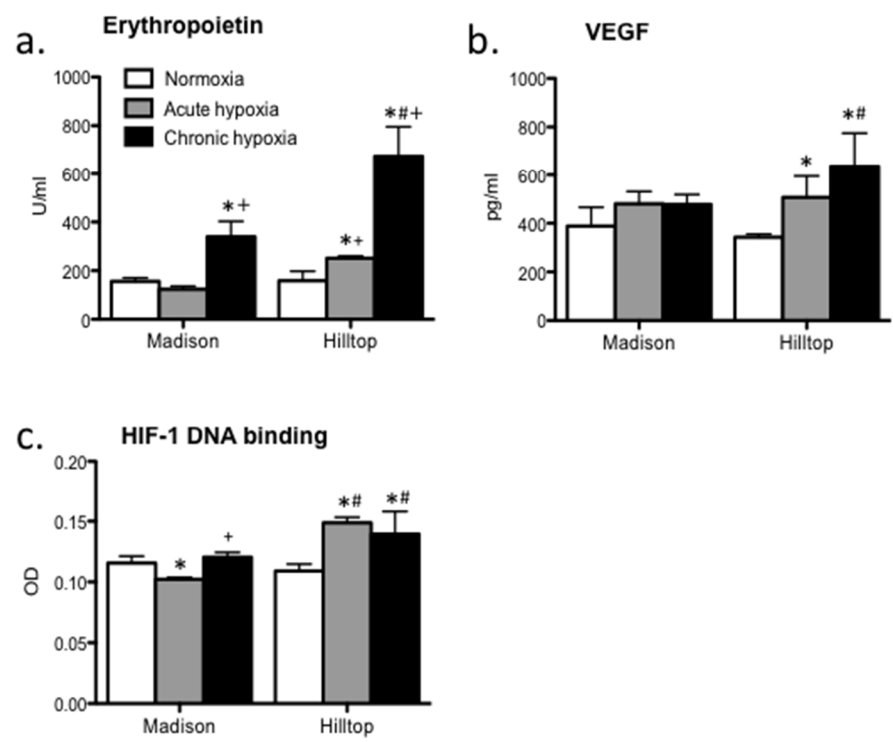 a.
Erythropoietin
U/ml
1000
800
600
400
200
0
Normoxia
Acute hypoxia
Chronic hypoxia
*+
*+
*#+
Madison
Hilltop
b.
VEGF
pg/ml
1000
800
600
400
200
0
*
*#
Madison
Hilltop
c.
HIF-1 DNA binding
OD
0.20
0.15
0.10
0.05
0.00
*
+
*#
*#
Madison
Hilltop